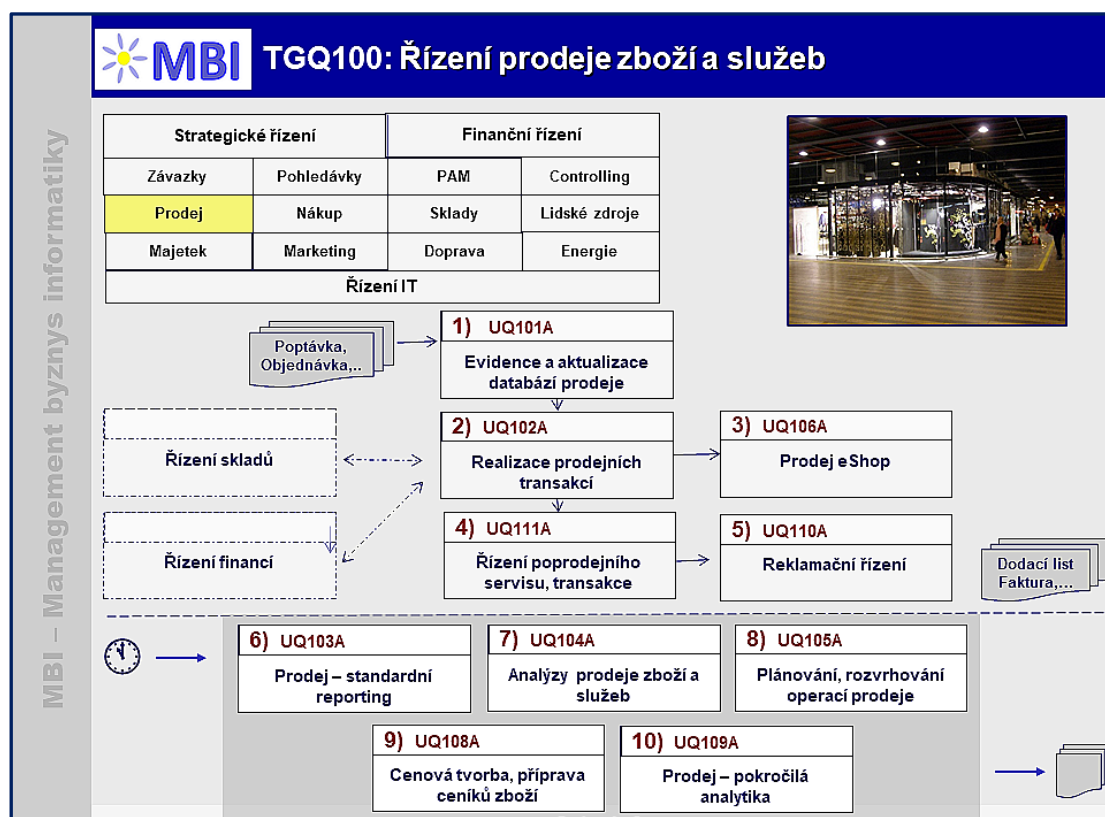 MBI
TGQ100: Řízení prodeje zboží a služeb
MBI – Management byznys informatiky
Strategické řízení
Finanční řízení
Závazky
Pohledávky
PAM
Controlling
Prodej
Nákup
Sklady
Lidské zdroje
Majetek
Marketing
Doprava
Energie
Řízení IT
Poptávka,
Objednávka,..
1) UQ101A
Evidence a aktualizace
databází prodeje
2) UQ102A
Realizace prodejních
transakcí
3) UQ106A
Prodej eShop
Řízení skladů
4) UQ111A
Řízení poprodejního
servisu, transakce
5) UQ110A
Reklamační řízení
Řízení financí
Dodací list
Faktura,...
6) UQ103A
Prodej – standardní
reporting
7) UQ104A
Analýzy prodeje zboží a
služeb
8) UQ105A
Plánování, rozvrhování
operací prodeje
9) UQ108A
Cenová tvorba, příprava
ceníků zboží
10) UQ109A
Prodej – pokročilá
analytika